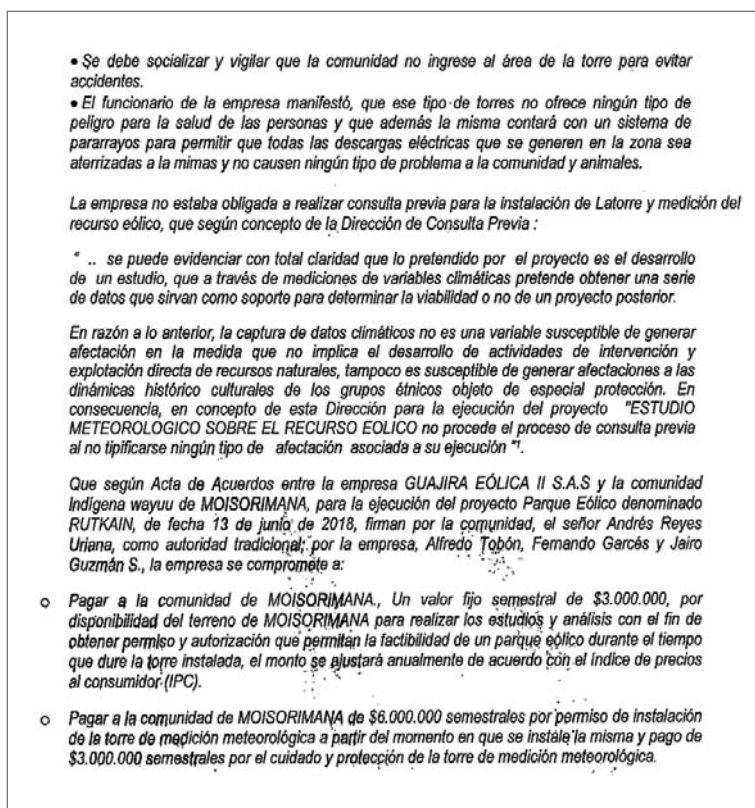 • Se debe socializar y vigilar que la comunidad no ingrese al área de la torre para evitar
accidentes.
• El funcionario de la empresa manifestó, que ese tipo de torres no ofrece ningún tipo de
peligro para la salud de las personas y que además la misma contará con un sistema de
pararrayos para permitir que todas las descargas eléctricas que se generen en la zona sea
aterrizadas a la mimas y no causen ningún tipo de problema a la comunidad y animales.
La empresa no estaba obligada a realizar consulta previa para la instalación de Latorre y medición del
recurso eólico, que según concepto de la Dirección de Consulta Previa :
" .. se puede evidenciar con total claridad que lo pretendido por el proyecto es el desarrollo
de un estudio, que a través de mediciones de variables climáticas pretende obtener una serie
de datos que sirvan como soporte para determinar la viabilidad o no de un proyecto posterior.
En razón a lo anterior, la captura de datos climáticos no es una variable susceptible de generar
afectación en la medida que no implica el desarrollo de actividades de intervención y
explotación directa de recursos naturales, tampoco es susceptible de generar afectaciones a las
dinámicas histórico culturales de los grupos étnicos objeto de especial protección. En
consecuencia, en concepto de esta Dirección para la ejecución del proyecto "ESTUDIO
METEOROLOGICO SOBRE EL RECURSO EOLICO no procede el proceso de consulta previa
al no tipificarse ningún tipo de afectación asociada a su ejecución "1.
Que según Acta de Acuerdos entre la empresa GUAJIRA EÓLICA II S.A.S y la comunidad
Indígena wayuu de MOISORIMANA, para la ejecución del proyecto Parque Eólico denominado
RUTKAIN, de fecha 13 de junio de 2018, firman por la comunidad, el señor Andrés Reyes
Uriana, como autoridad tradicional; por la empresa, Alfredo Tobón, Fernando Garcés y Jairo
Guzmán S., la empresa se compromete a:
o Pagar a la comunidad de MOISORIMANA., Un valor fijo semestral de $3.000.000, por
disponibilidad del terreno de MOISORIMANA para realizar los estudios y análisis con el fin de
obtener permiso y autorización que permitan la factibilidad de un parque eólico durante el tiempo
que dure la torre instalada, el monto se ajustará anualmente de acuerdo con el índice de precios
al consumidor (IPC).
o Pagar a la comunidad de MOISORIMANA de $6.000.000 semestrales por permiso de instalación
de la torre de medición meteorológica a partir del momento en que se instale la misma y pago de
$3.000.000 semestrales por el cuidado y protección de la torre de medición meteorológica.